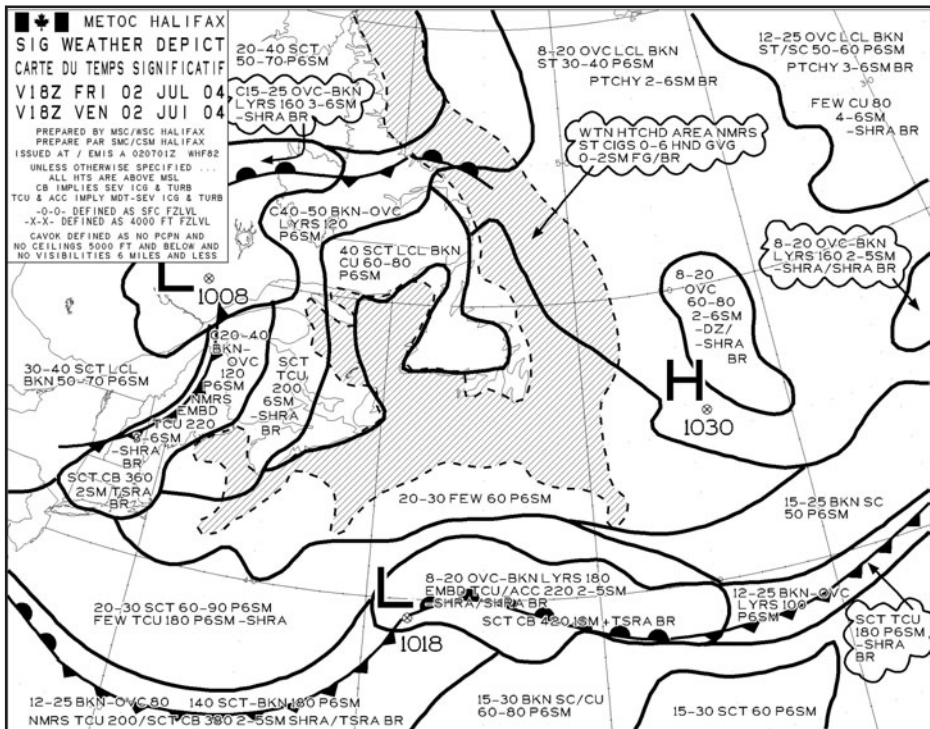 METOC HALIFAX
SIG WEATHER DEPICT
CARTE DU TEMPS SIGNIFICATIF
V18Z FRI 02 JUL 04
V18Z VEN 02 JUI 04
PREPARED BY MSC/WSC HALIFAX
PREPARE PAR SMC/CSM HALIFAX
ISSUED AT / EMIS A 020701Z WHF82
UNLESS OTHERWISE SPECIFIED ...
ALL HTS ARE ABOVE MSL
CB IMPLIES SEV ICG & TURB
TCU & ACC IMPLY MDT-SEV ICG & TURB
-O-O- DEFINED AS SFC FZLVL
-X-X- DEFINED AS 4000 FT FZLVL
CAVOK DEFINED AS NO PCPN AND
NO CEILINGS 5000 FT AND BELOW AND
NO VISIBILITIES 6 MILES AND LESS
20-40 SCT
50-70 P6SM
C15-25 OVC-BKN
LYRS 160 3-6SM
-SHRA BR
8-20 OVC LCL BKN
ST 30-40 P6SM
PTCHY 2-6SM BR
12-25 OVC LCL BKN
ST/SC 50-60 P6SM
PTCHY 3-6SM BR
FEW CU 80
4-6SM
-SHRA BR
WTN HTCHD AREA NMRS
ST CIGS 0-6 HND GVG
0-2SM FG/BR
C40-50 BKN-OVC
LYRS 120
P6SM
40 SCT LCL BKN
CU 60-80
P6SM
8-20 OVC-BKN
LYRS 160 2-5SM
-SHRA/SHRA BR
L
1008
8-20
OVC
60-80
2-6SM
-DZ/
-SHRA
BR
H
1030
30-40 SCT LCL
BKN 50-70 P6SM
C20-40
BKN-
OVC
120
P6SM
NMRS
EMBD
TCU 220
3-6SM
-SHRA
BR
SCT
TCU
200
6SM
-SHRA
BR
SCT CB 360
2SM/TSRA
BR
20-30 FEW 60 P6SM
15-25 BKN SC
50 P6SM
L
1018
8-20 OVC-BKN LYRS 180
EMBD TCU/ACC 220 2-5SM
-SHRA/SHRA BR
SCT CB 420 1SM +TSRA BR
12-25 BKN-OVC
LYRS 100
P6SM
SCT TCU
180 P6SM
-SHRA
BR
20-30 SCT 60-90 P6SM
FEW TCU 180 P6SM -SHRA
12-25 BKN-OVC 80
140 SCT-BKN 180 P6SM
NMRS TCU 200/SCT CB 380 2-5SM SHRA/TSRA BR
15-30 BKN SC/CU
60-80 P6SM
15-30 SCT 60 P6SM